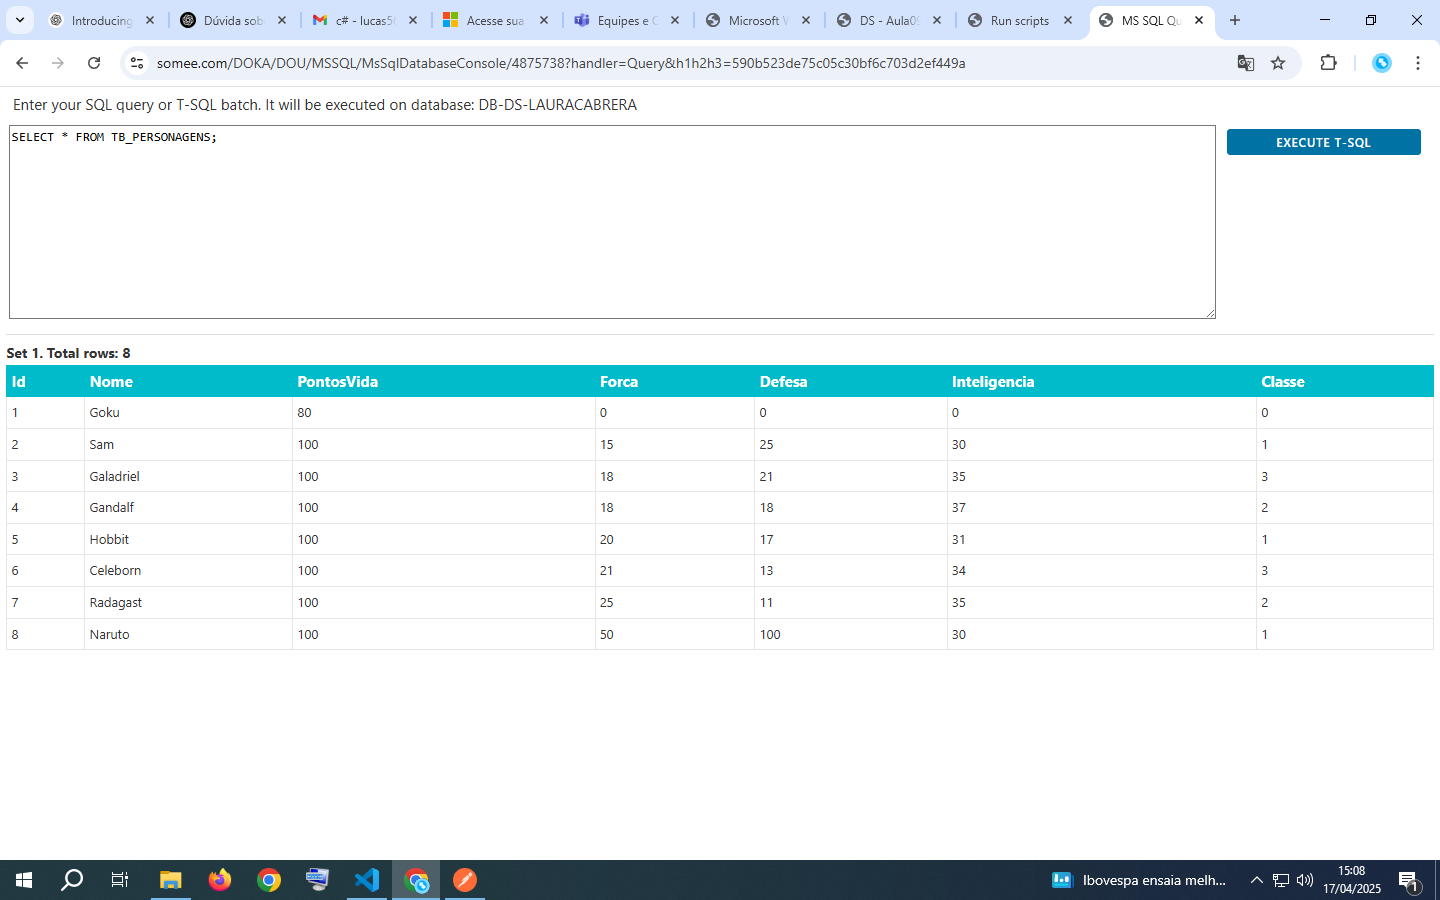 Introducing
Dúvida sob
c# - lucas5
Acesse sua
Equipes e C
Microsoft W
DS - Aula09
Run scripts
MS SQL Qu
somee.com/DOKA/DOU/MSSQL/MsSqlDatabaseConsole/4875738?handler=Query&h1h2h3=590b523de75c05c30bf6c703d2ef449a
Enter your SQL query or T-SQL batch. It will be executed on database: DB-DS-LAURACABRERA
SELECT * FROM TB_PERSONAGENS;
EXECUTE T-SQL
Set 1. Total rows: 8
Id Nome PontosVida Forca Defesa Inteligencia Classe
1 Goku 80 0 0 0 0
2 Sam 100 15 25 30 1
3 Galadriel 100 18 21 35 3
4 Gandalf 100 18 18 37 2
5 Hobbit 100 20 17 31 1
6 Celeborn 100 21 13 34 3
7 Radagast 100 25 11 35 2
8 Naruto 100 50 100 30 1
Ibovespa ensaia melh...
15:08
17/04/2025
1